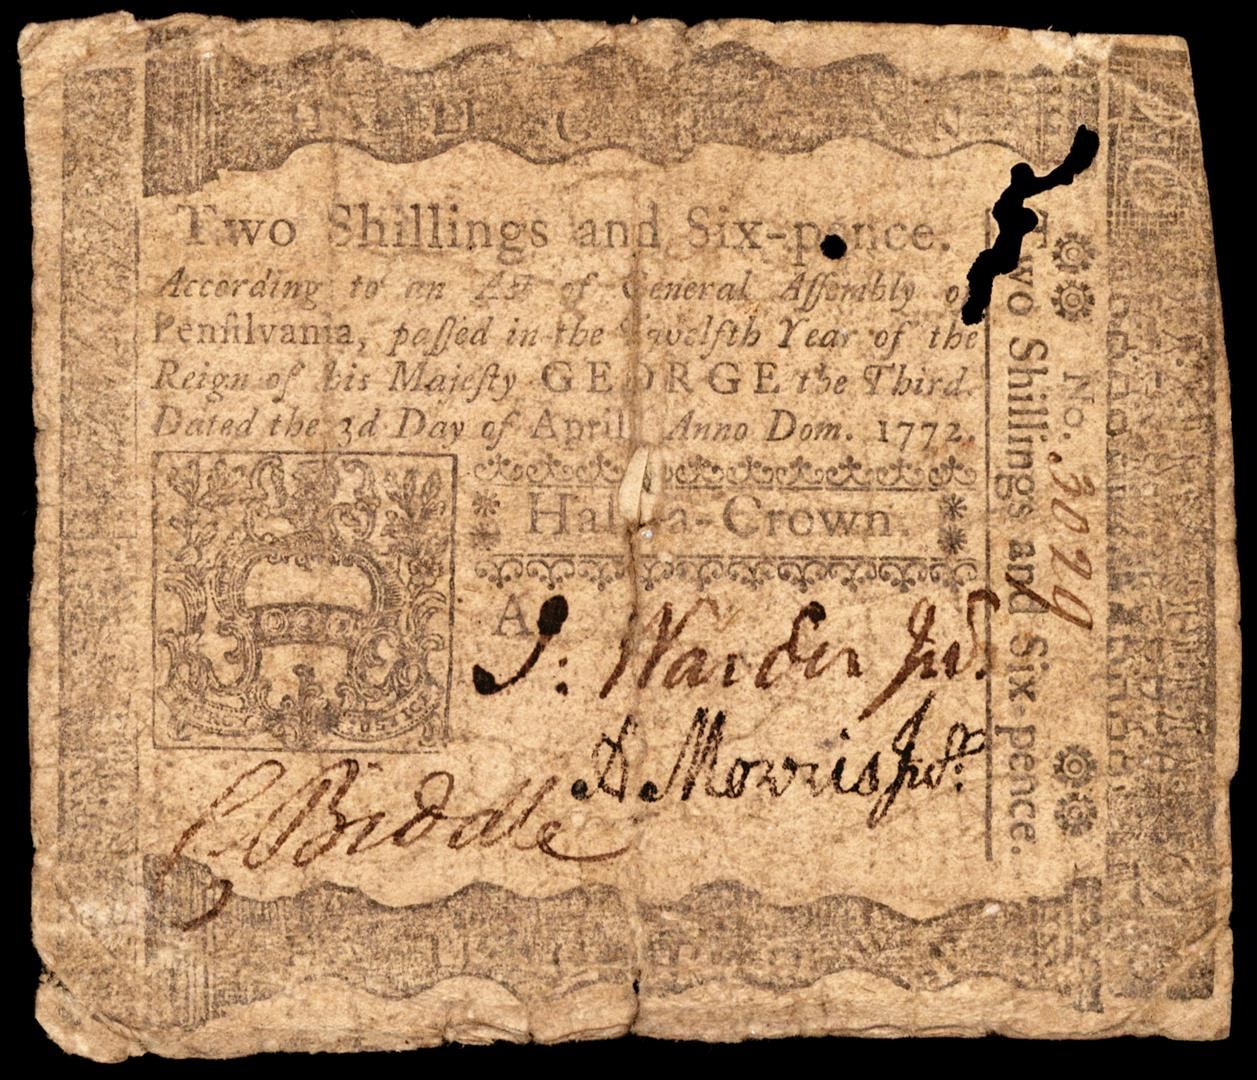 Two Shillings and Six-pence.
According to an Act of General Assembly of
Pensilvania, passed in the Twelfth Year of the
Reign of his Majesty GEORGE the Third.
Dated the 3d Day of April, Anno Dom. 1772.
Half-a-Crown.
A
J: Warder Junr
A Morris Junr.
C Biddle
Two Shillings and Six pence.
No. 3029